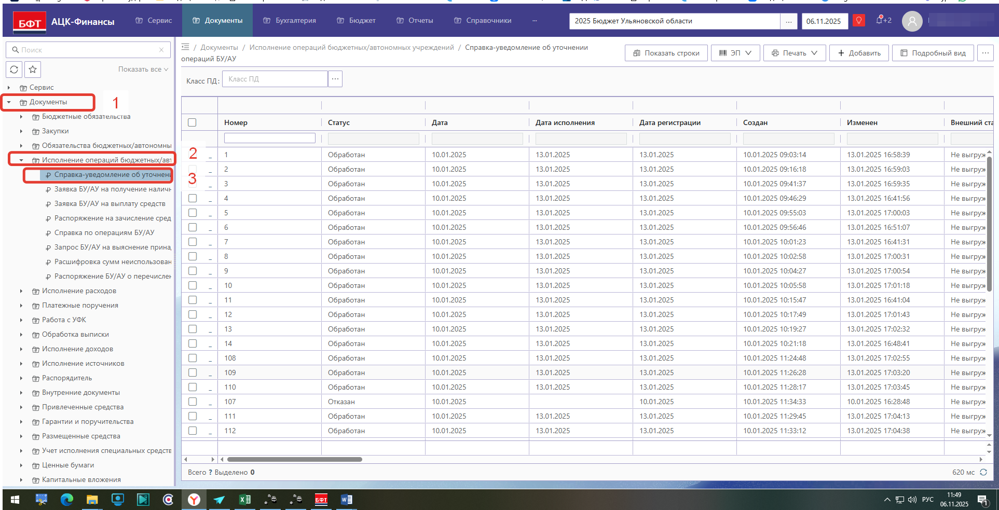 БФТ АЦК-Финансы Сервис Документы Бухгалтерия Бюджет Отчеты Справочники ... 2025 Бюджет Ульяновской области ... 06.11.2025 +2
Поиск
Показать все
Сервис
Документы 1
Бюджетные обязательства
Закупки
Обязательства бюджетных/автономны
Исполнение операций бюджетных/авт
Справка-уведомление об уточнени
Заявка БУ/АУ на получение наличн
Заявка БУ/АУ на выплату средств
Распоряжение на зачисление сред
Справка по операциям БУ/АУ
Запрос БУ/АУ на выяснение прина
Расшифровка сумм неиспользован
Распоряжение БУ/АУ о перечислен
Исполнение расходов
Платежные поручения
Работа с УФК
Обработка выписки
Исполнение доходов
Исполнение источников
Распорядитель
Внутренние документы
Привлеченные средства
Гарантии и поручительства
Размещенные средства
Учет исполнения специальных средств
Ценные бумаги
Капитальные вложения
/ Документы / Исполнение операций бюджетных/автономных учреждений / Справка-уведомление об уточнении
операций БУ/АУ
Показать строки ЭП Печать + Добавить Подробный вид ...
Класс ПД: Класс ПД ...
Номер Статус Дата Дата исполнения Дата регистрации Создан Изменен Внешний ста
2 1 Обработан 10.01.2025 13.01.2025 13.01.2025 10.01.2025 09:03:14 13.01.2025 16:58:39 Не выгруж
2 Обработан 10.01.2025 13.01.2025 13.01.2025 10.01.2025 09:16:18 13.01.2025 16:59:03 Не выгруж
3 3 Обработан 10.01.2025 13.01.2025 13.01.2025 10.01.2025 09:41:37 13.01.2025 16:59:35 Не выгруж
4 Обработан 10.01.2025 13.01.2025 13.01.2025 10.01.2025 09:46:29 13.01.2025 16:41:56 Не выгруж
5 Обработан 10.01.2025 13.01.2025 13.01.2025 10.01.2025 09:55:03 13.01.2025 17:00:03 Не выгруж
6 Обработан 10.01.2025 13.01.2025 13.01.2025 10.01.2025 09:56:46 13.01.2025 16:51:07 Не выгруж
7 Обработан 10.01.2025 13.01.2025 13.01.2025 10.01.2025 10:01:23 13.01.2025 16:41:31 Не выгруж
8 Обработан 10.01.2025 13.01.2025 13.01.2025 10.01.2025 10:02:58 13.01.2025 17:00:31 Не выгруж
9 Обработан 10.01.2025 13.01.2025 13.01.2025 10.01.2025 10:04:27 13.01.2025 17:00:54 Не выгруж
10 Обработан 10.01.2025 13.01.2025 13.01.2025 10.01.2025 10:05:58 13.01.2025 17:01:18 Не выгруж
11 Обработан 10.01.2025 13.01.2025 13.01.2025 10.01.2025 10:15:47 13.01.2025 16:41:04 Не выгруж
12 Обработан 10.01.2025 13.01.2025 13.01.2025 10.01.2025 10:17:49 13.01.2025 17:01:43 Не выгруж
13 Обработан 10.01.2025 13.01.2025 13.01.2025 10.01.2025 10:19:27 13.01.2025 17:02:32 Не выгруж
14 Обработан 10.01.2025 13.01.2025 13.01.2025 10.01.2025 10:21:18 13.01.2025 16:48:41 Не выгруж
108 Обработан 10.01.2025 13.01.2025 13.01.2025 10.01.2025 11:24:48 13.01.2025 17:02:55 Не выгруж
109 Обработан 10.01.2025 13.01.2025 13.01.2025 10.01.2025 11:26:28 13.01.2025 17:03:20 Не выгруж
110 Обработан 10.01.2025 13.01.2025 13.01.2025 10.01.2025 11:28:17 13.01.2025 17:03:45 Не выгруж
107 Отказан 10.01.2025 10.01.2025 10.01.2025 11:34:33 10.01.2025 16:28:48 Не выгруж
111 Обработан 10.01.2025 13.01.2025 13.01.2025 10.01.2025 11:29:45 13.01.2025 17:04:13 Не выгруж
112 Обработан 10.01.2025 13.01.2025 13.01.2025 10.01.2025 11:33:12 13.01.2025 17:04:38 Не выгруж
Всего ? Выделено 0 620 мс
БФТ РУС 11:49
06.11.2025 1